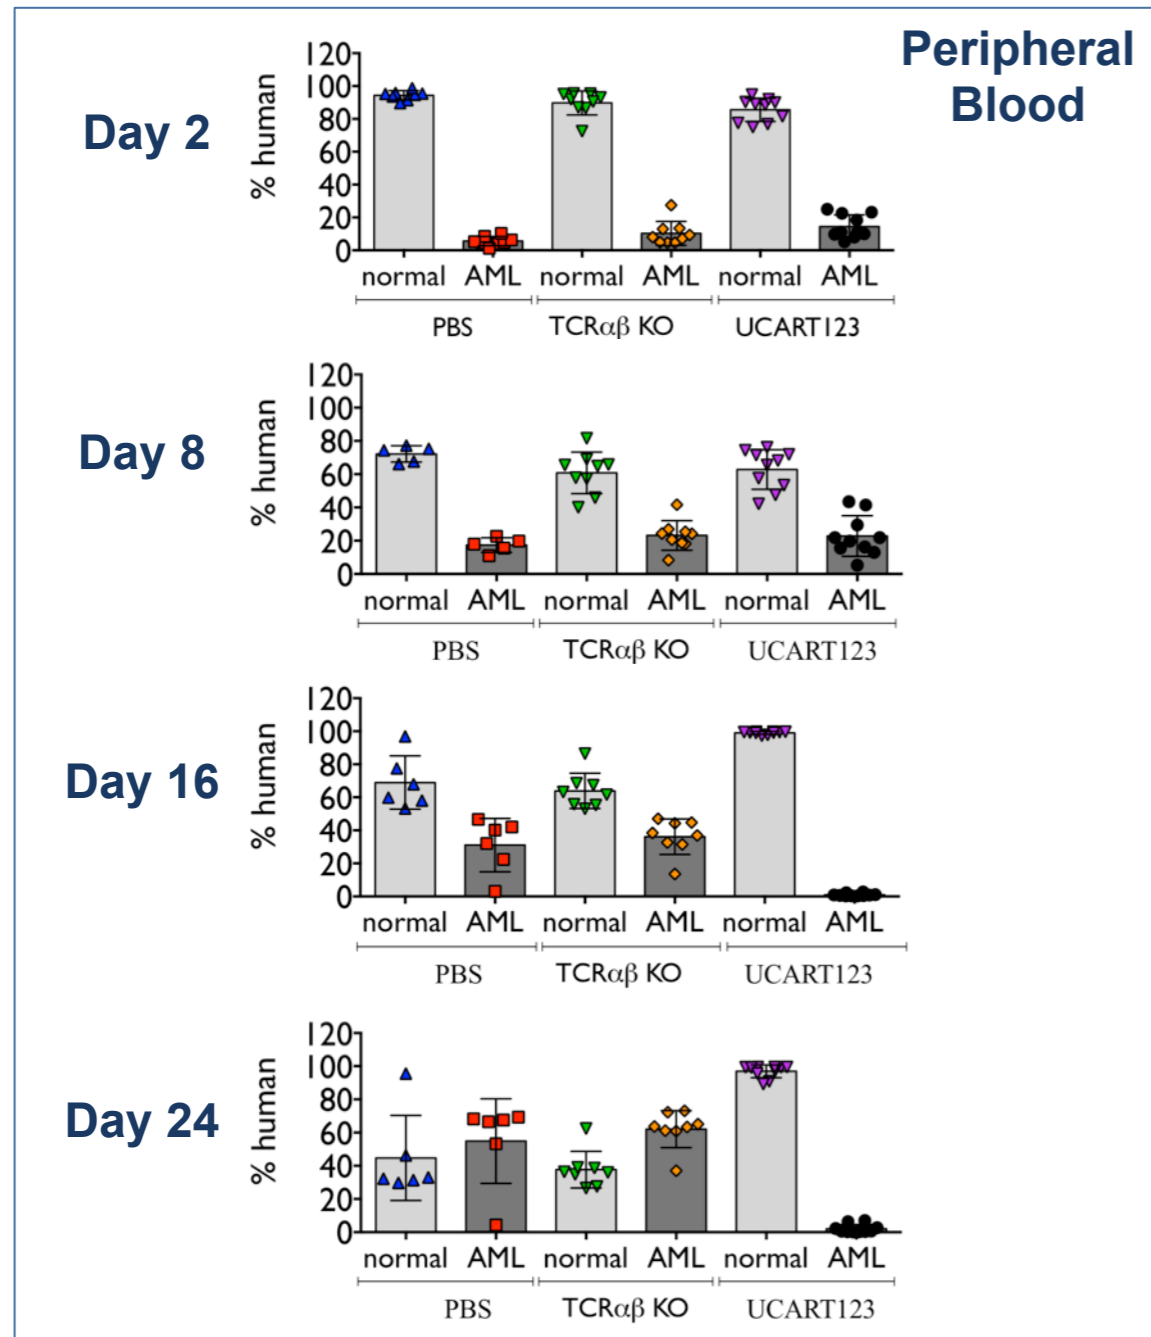 Peripheral
Blood
Day 2
% human
120
100
80
60
40
20
0
normal AML normal AML normal AML
PBS TCRαβ KO UCART123
Day 8
% human
120
100
80
60
40
20
0
normal AML normal AML normal AML
PBS TCRαβ KO UCART123
Day 16
% human
120
100
80
60
40
20
0
normal AML normal AML normal AML
PBS TCRαβ KO UCART123
Day 24
% human
120
100
80
60
40
20
0
normal AML normal AML normal AML
PBS TCRαβ KO UCART123